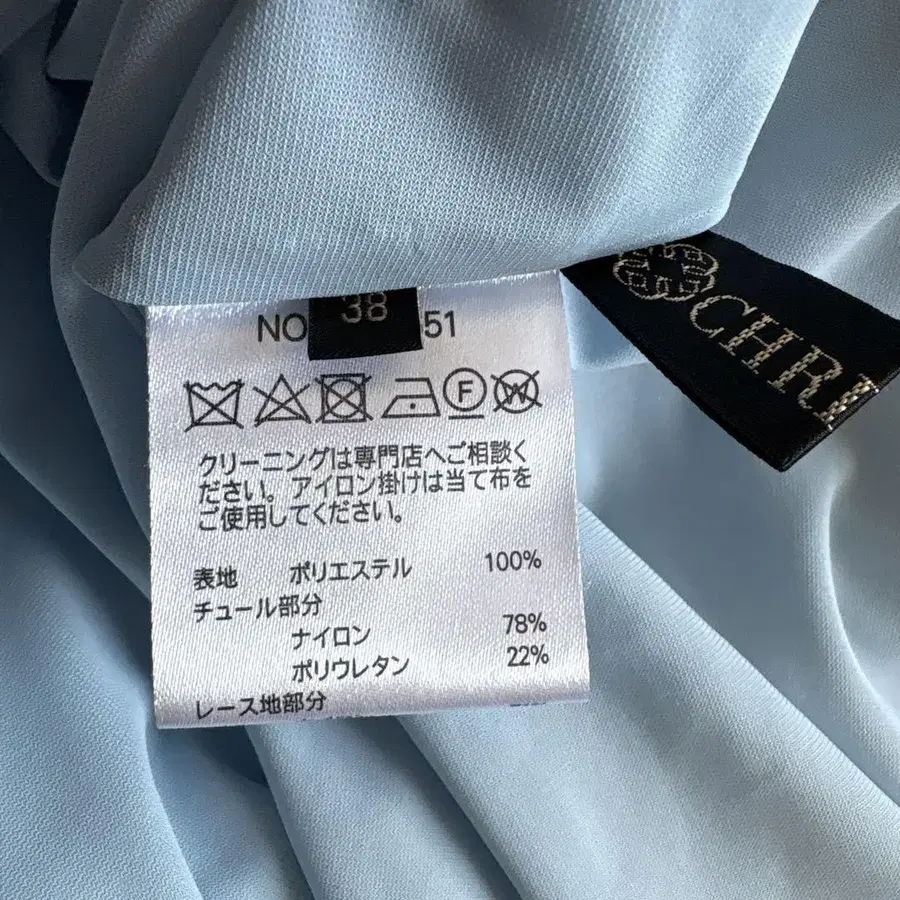 38
NO 51
F
W
クリーニングは専門店へご相談く
ださい。アイロン掛けは当て布を
ご使用してください。
表地 ポリエステル 100%
チュール部分
ナイロン 78%
ポリウレタン 22%
レース地部分
CHR